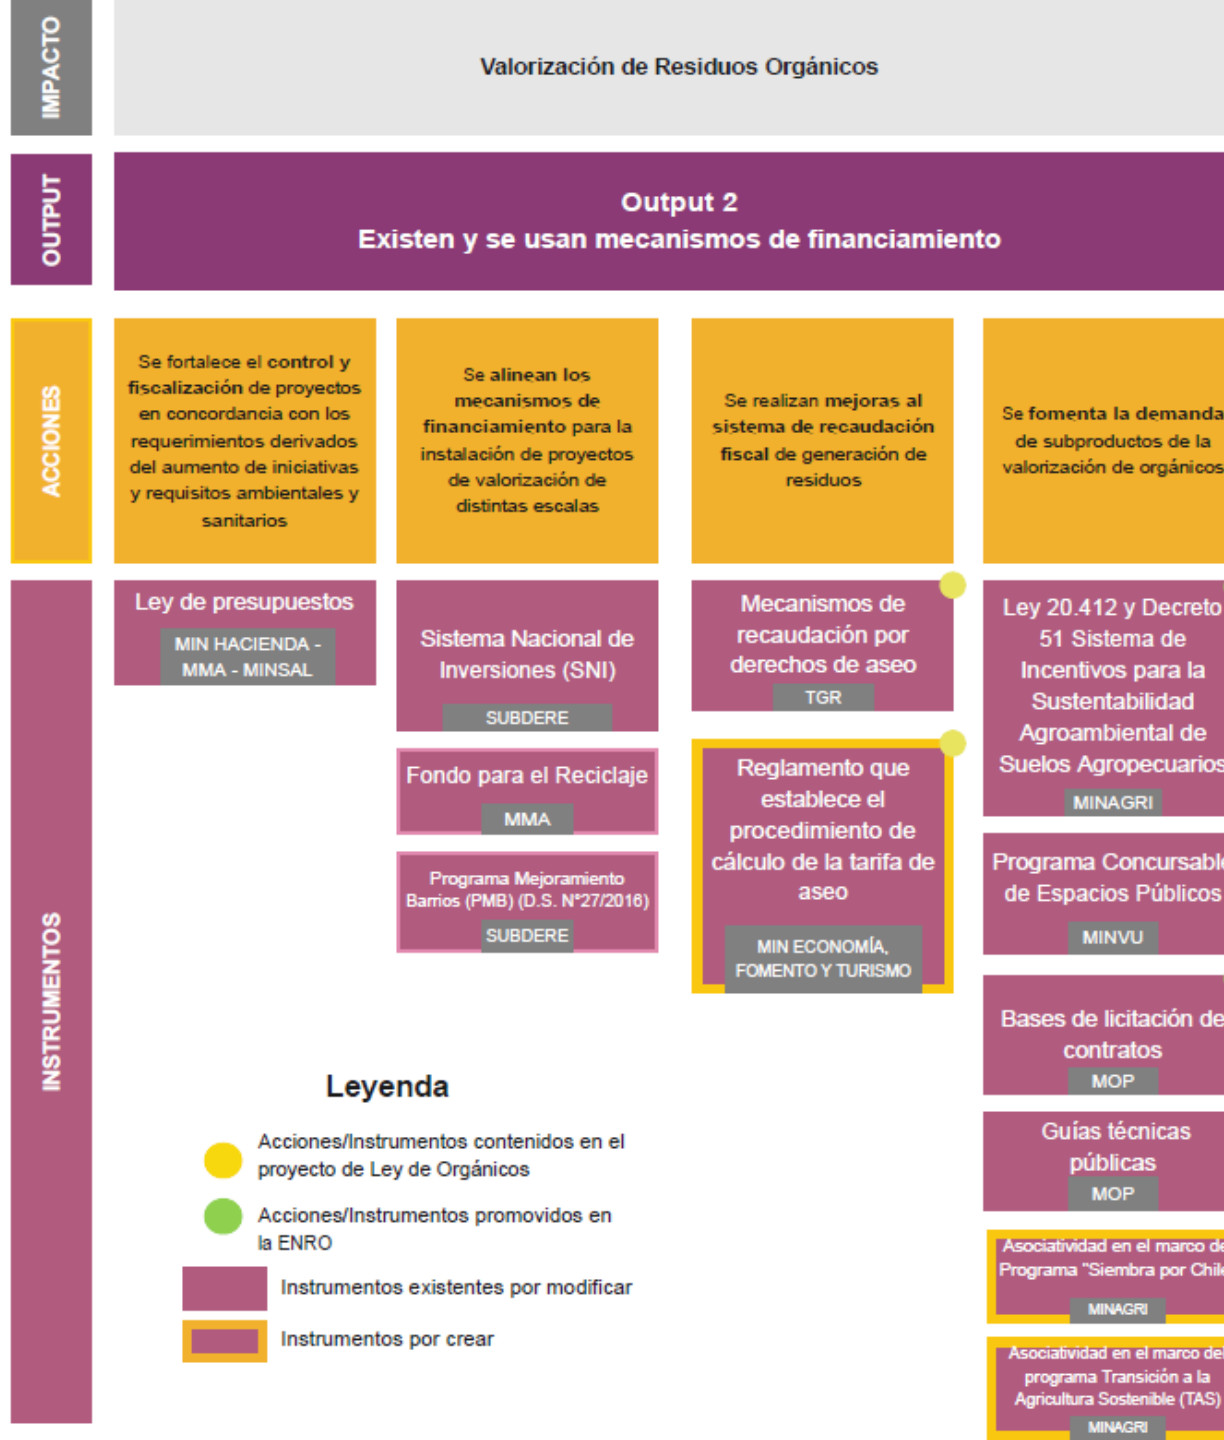 IMPACTO
Valorización de Residuos Orgánicos
OUTPUT
Output 2
Existen y se usan mecanismos de financiamiento
ACCIONES
Se fortalece el control y
fiscalización de proyectos
en concordancia con los
requerimientos derivados
del aumento de iniciativas
y requisitos ambientales y
sanitarios
Se alinean los
mecanismos de
financiamiento para la
instalación de proyectos
de valorización de
distintas escalas
Se realizan mejoras al
sistema de recaudación
fiscal de generación de
residuos
Se fomenta la demanda
de subproductos de la
valorización de orgánicos
INSTRUMENTOS
Ley de presupuestos
MIN HACIENDA -
MMA - MINSAL
Sistema Nacional de
Inversiones (SNI)
SUBDERE
Fondo para el Reciclaje
MMA
Programa Mejoramiento
Barrios (PMB) (D.S. N°27/2016)
SUBDERE
Mecanismos de
recaudación por
derechos de aseo
TGR
Reglamento que
establece el
procedimiento de
cálculo de la tarifa de
aseo
MIN ECONOMÍA,
FOMENTO Y TURISMO
Ley 20.412 y Decreto
51 Sistema de
Incentivos para la
Sustentabilidad
Agroambiental de
Suelos Agropecuarios
MINAGRI
Programa Concursable
de Espacios Públicos
MINVU
Bases de licitación de
contratos
MOP
Guías técnicas
públicas
MOP
Asociatividad en el marco de
Programa "Siembra por Chile
MINAGRI
Asociatividad en el marco del
programa Transición a la
Agricultura Sostenible (TAS)
MINAGRI
Leyenda
Acciones/Instrumentos contenidos en el
proyecto de Ley de Orgánicos
Acciones/Instrumentos promovidos en
la ENRO
Instrumentos existentes por modificar
Instrumentos por crear